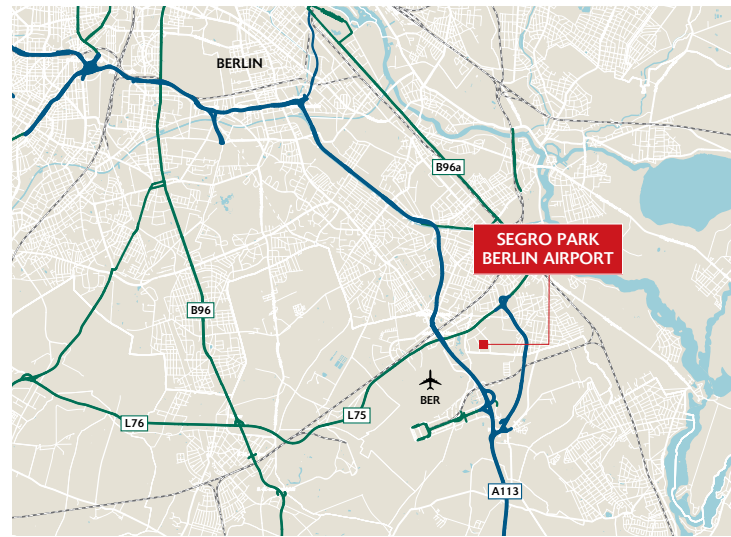 BERLIN
B96a
SEGRO PARK
BERLIN AIRPORT
B96
BER
L75
L76
A113